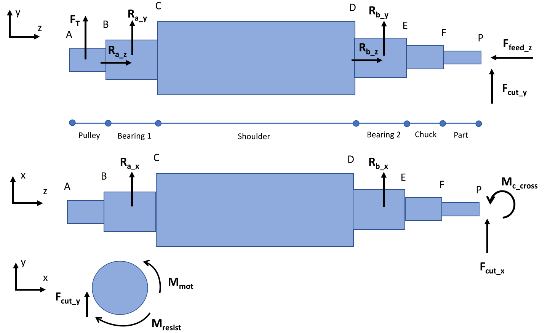 y
z
F_T
A
B
R_a_y
R_a_z
C
D
R_b_y
R_b_z
E
F
P
F_feed_z
F_cut_y
Pulley
Bearing 1
Shoulder
Bearing 2
Chuck
Part
x
z
A
B
R_a_x
C
D
R_b_x
E
F
P
M_c_cross
F_cut_x
y
x
F_cut_y
M_mot
M_resist